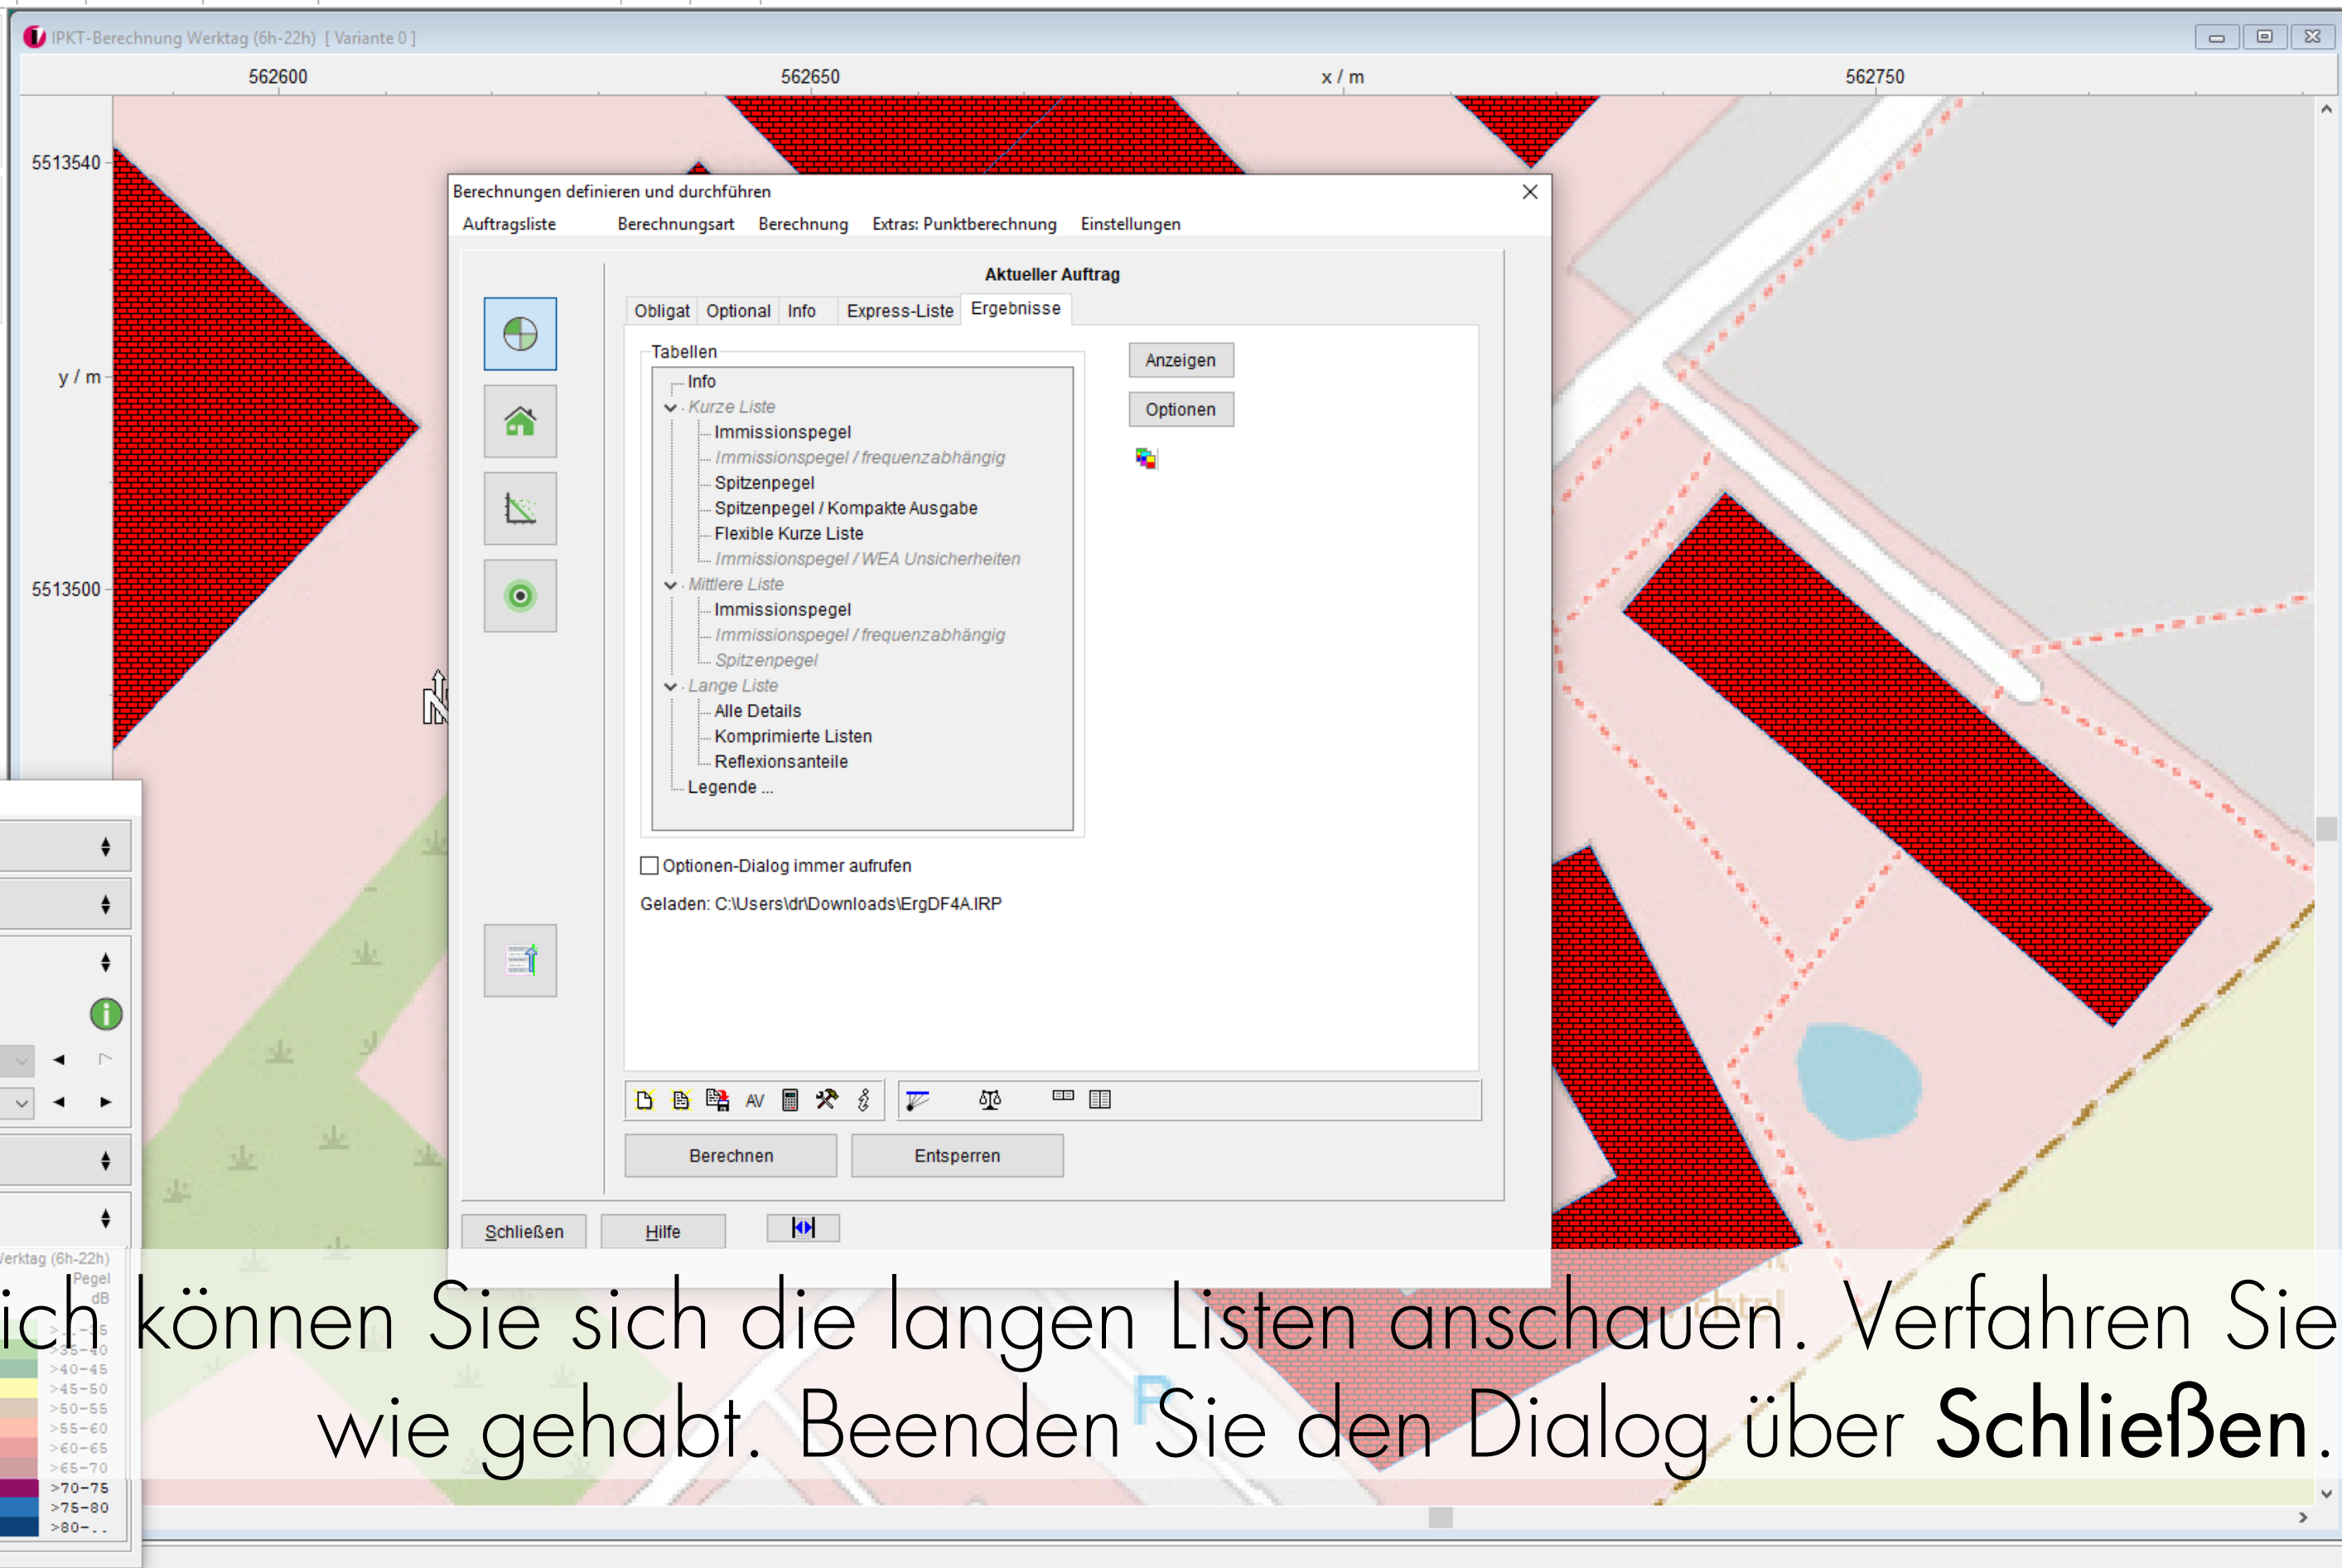 IPKT-Berechnung Werktag (6h-22h) [ Variante 0 ]
562600 562650 x / m 562750
5513540
y / m
5513500
Berechnungen definieren und durchführen
Auftragsliste Berechnungsart Berechnung Extras: Punktberechnung Einstellungen
Aktueller Auftrag
Obligat Optional Info Express-Liste Ergebnisse
Tabellen
Info
Kurze Liste
Immissionspegel
Immissionspegel / frequenzabhängig
Spitzenpegel
Spitzenpegel / Kompakte Ausgabe
Flexible Kurze Liste
Immissionspegel / WEA Unsicherheiten
Mittlere Liste
Immissionspegel
Immissionspegel / frequenzabhängig
Spitzenpegel
Lange Liste
Alle Details
Komprimierte Listen
Reflexionsanteile
Legende ...
Anzeigen
Optionen
Optionen-Dialog immer aufrufen
Geladen: C:\Users\dr\Downloads\ErgDF4A.IRP
AV
Berechnen Entsperren
Schließen Hilfe
N
Werktag (6h-22h)
Pegel
dB
>..-35
>35-40
>40-45
>45-50
>50-55
>55-60
>60-65
>65-70
>70-75
>75-80
>80-..
P
ich können Sie sich die langen Listen anschauen. Verfahren Sie
wie gehabt. Beenden Sie den Dialog über Schließen.